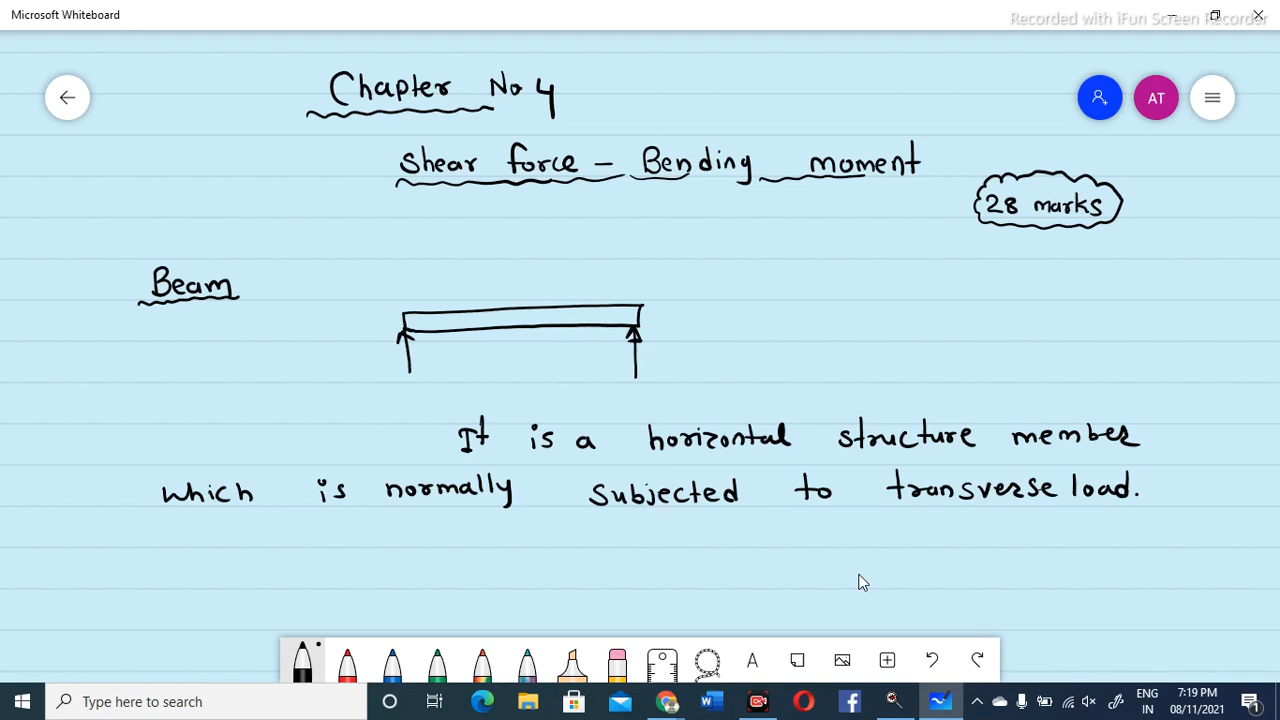 Microsoft Whiteboard
Recorded with iFun Screen Recorder
Chapter No 4
Shear force - Bending moment
28 marks
AT
Beam
It is a horizontal structure member
which is normally subjected to transverse load.
A
Type here to search
ENG
IN
7:19 PM
08/11/2021
1